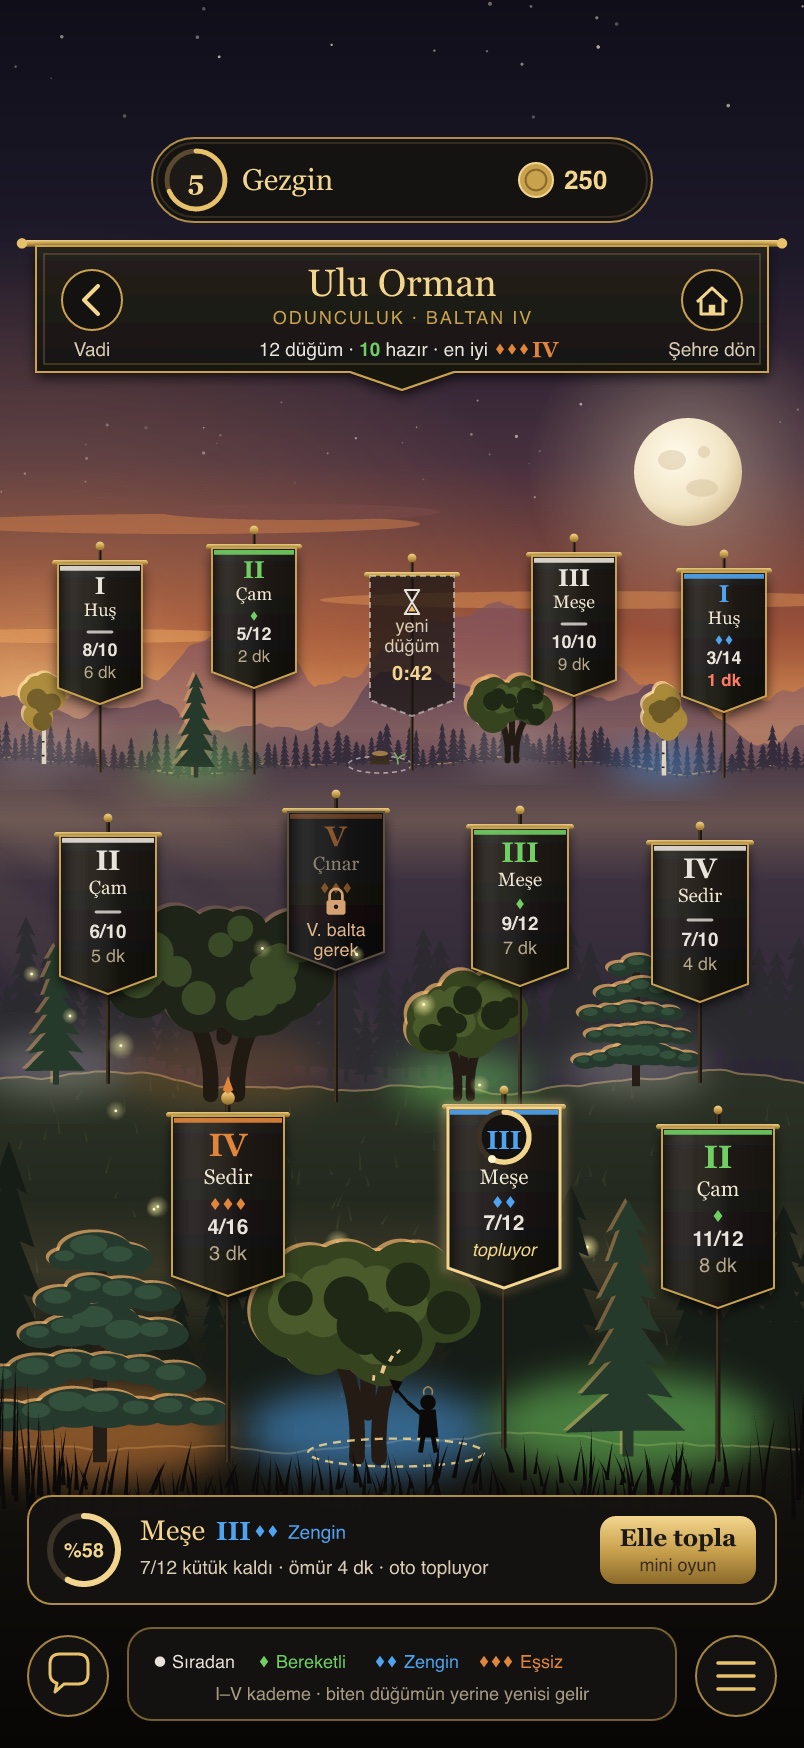 5 Gezgin 250
Ulu Orman
ODUNCULUK · BALTAN IV
Vadi
12 düğüm · 10 hazır · en iyi ♦♦♦IV
Şehre dön
I
Huş
8/10
6 dk
II
Çam
♦
5/12
2 dk
yeni
düğüm
0:42
III
Meşe
10/10
9 dk
I
Huş
♦♦
3/14
1 dk
II
Çam
6/10
5 dk
V
Çınar
♦♦♦
V. balta
gerek
III
Meşe
♦
9/12
7 dk
IV
Sedir
7/10
4 dk
IV
Sedir
♦♦♦
4/16
3 dk
III
Meşe
♦♦
7/12
topluyor
II
Çam
♦
11/12
8 dk
%58
Meşe III♦♦ Zengin
7/12 kütük kaldı · ömür 4 dk · oto topluyor
Elle topla
mini oyun
● Sıradan ♦ Bereketli ♦♦ Zengin ♦♦♦ Eşsiz
I–V kademe · biten düğümün yerine yenisi gelir